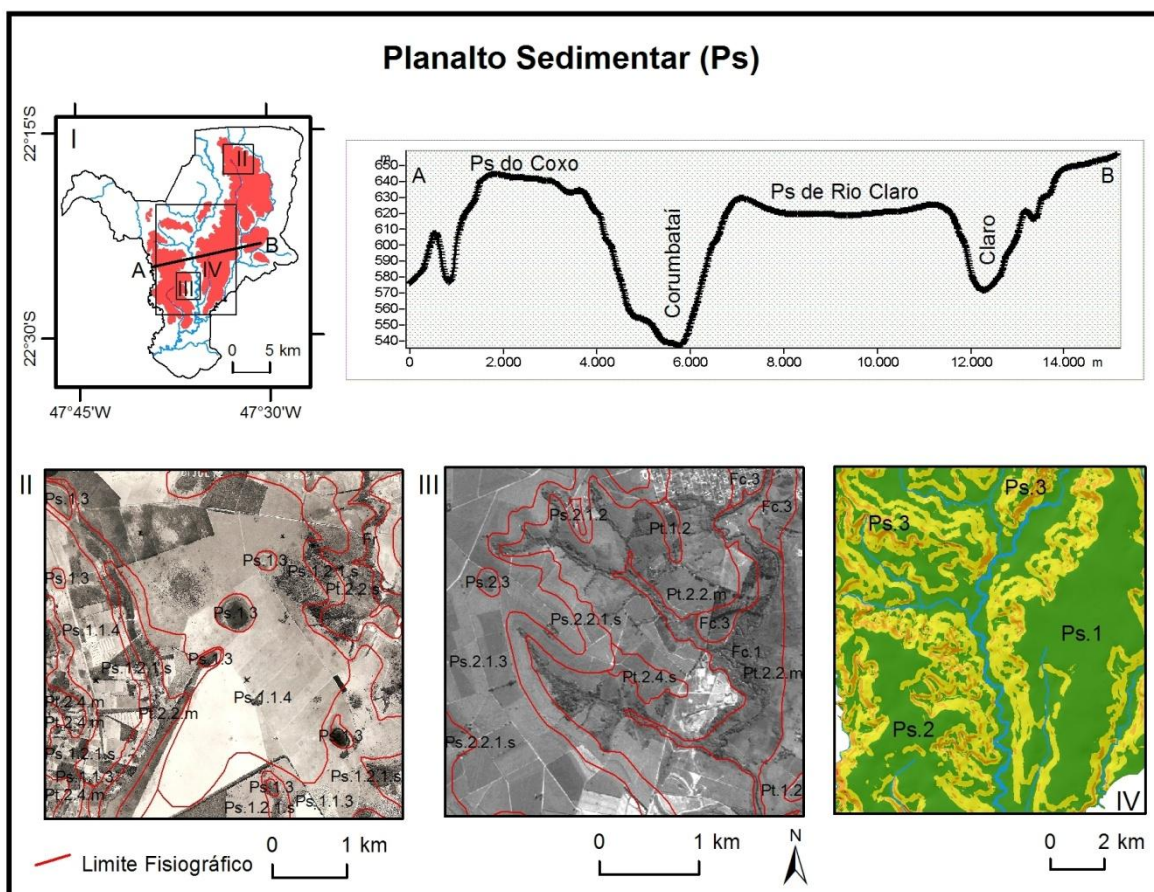 Planalto Sedimentar (Ps)
I
22°15'S
22°30'S
47°45'W
47°30'W
II
III
IV
A
B
0 5 km
m
650
640
620
610
600
590
580
570
560
550
540
A
Ps do Coxo
Corumbataí
Ps de Rio Claro
Claro
B
0 2.000 4.000 6.000 8.000 10.000 12.000 14.000 m
II
Ps.1.3
Ps.1.3
Ps.1.3
Ps.1.3
Ps.1.3
Ps.1.2.1.s
Pt.2.2.s
Ps.1.1.4
Ps.1.2.1.s
Pt.2.2.m
Ps.1.1.4
Pt.2.4.m
Pt.2.4.m
Ps.1.2.1.s
Ps.1.1.3
Pt.2.4.m
Ps.1.3
Ps.1.2.1.s
Ps.1.1.3
Ps.1.2.1.s
0 1 km
Limite Fisiográfico
III
Ps.2.1.2
Pt.1.2
Fc.3
Fc.3
Ps.2.3
Pt.2.2.m
Ps.2.2.1.s
Fc.3
Fc.1
Ps.2.1.3
Pt.2.4.s
Pt.2.2.m
Ps.2.2.1.s
Pt.1.2
0 1 km
N
Ps.3
Ps.3
Ps.1
Ps.2
IV
0 2 km